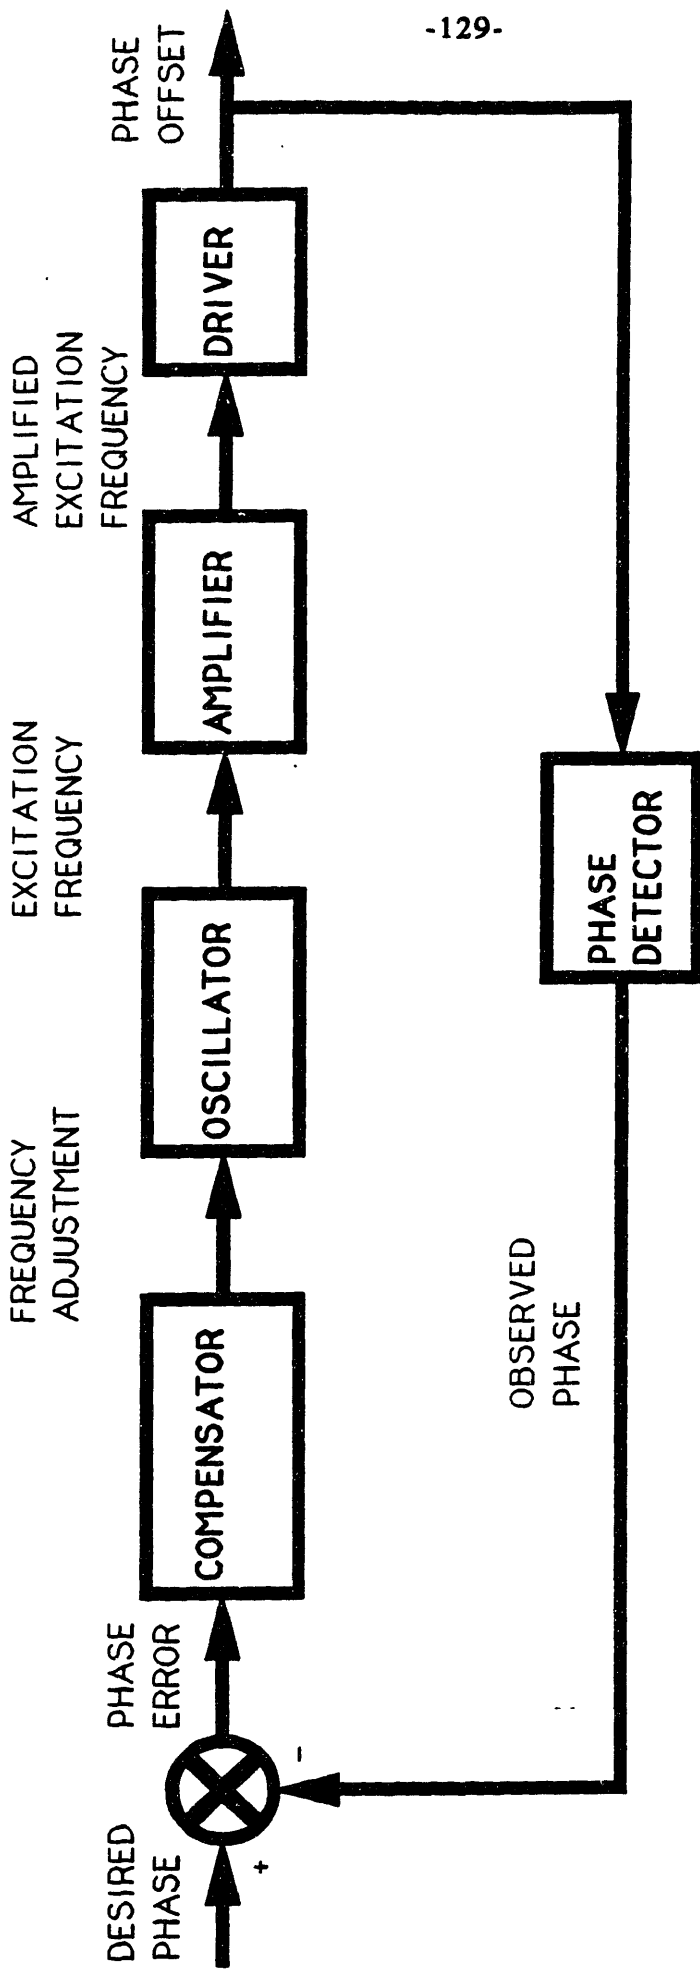 -129-
DESIRED
PHASE
+
-
PHASE
ERROR
COMPENSATOR
FREQUENCY
ADJUSTMENT
OSCILLATOR
EXCITATION
FREQUENCY
AMPLIFIER
AMPLIFIED
EXCITATION
FREQUENCY
DRIVER
PHASE
OFFSET
OBSERVED
PHASE
PHASE
DETECTOR